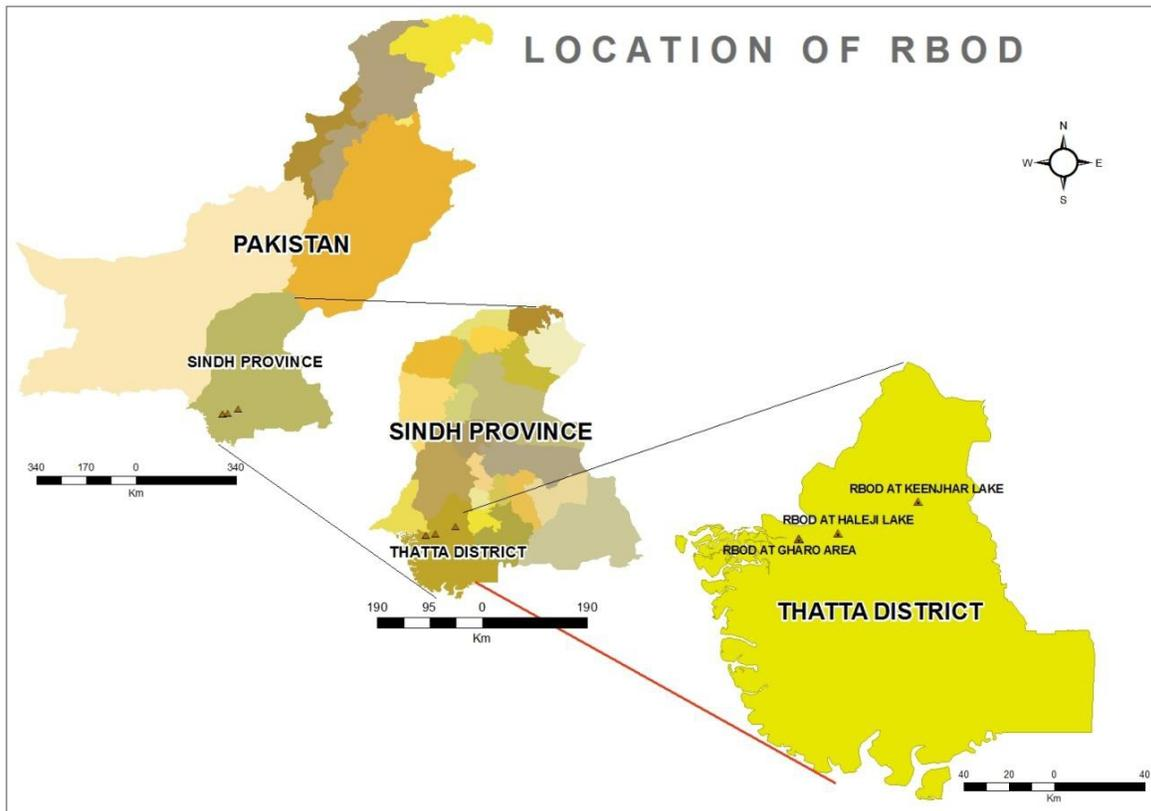 LOCATION OF RBOD
N
W E
S
PAKISTAN
SINDH PROVINCE
340 170 0 340
Km
SINDH PROVINCE
THATTA DISTRICT
190 95 0 190
Km
RBOD AT KEENJHAR LAKE
RBOD AT HALEJI LAKE
RBOD AT GHARO AREA
THATTA DISTRICT
40 20 0 40
Km